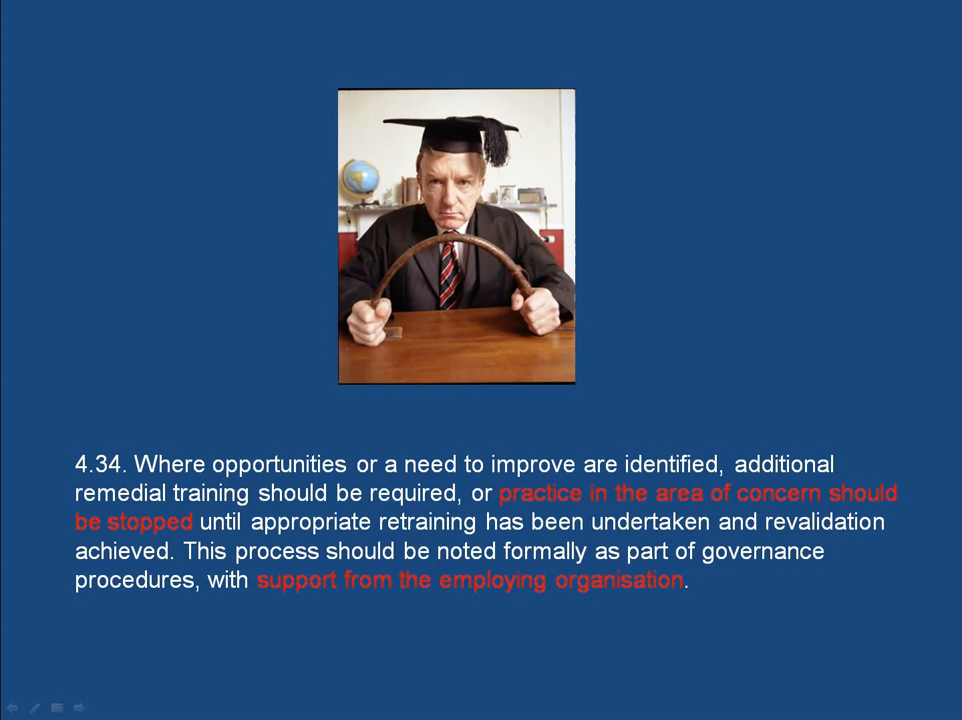 4.34. Where opportunities or a need to improve are identified, additional
remedial training should be required, or practice in the area of concern should
be stopped until appropriate retraining has been undertaken and revalidation
achieved. This process should be noted formally as part of governance
procedures, with support from the employing organisation.